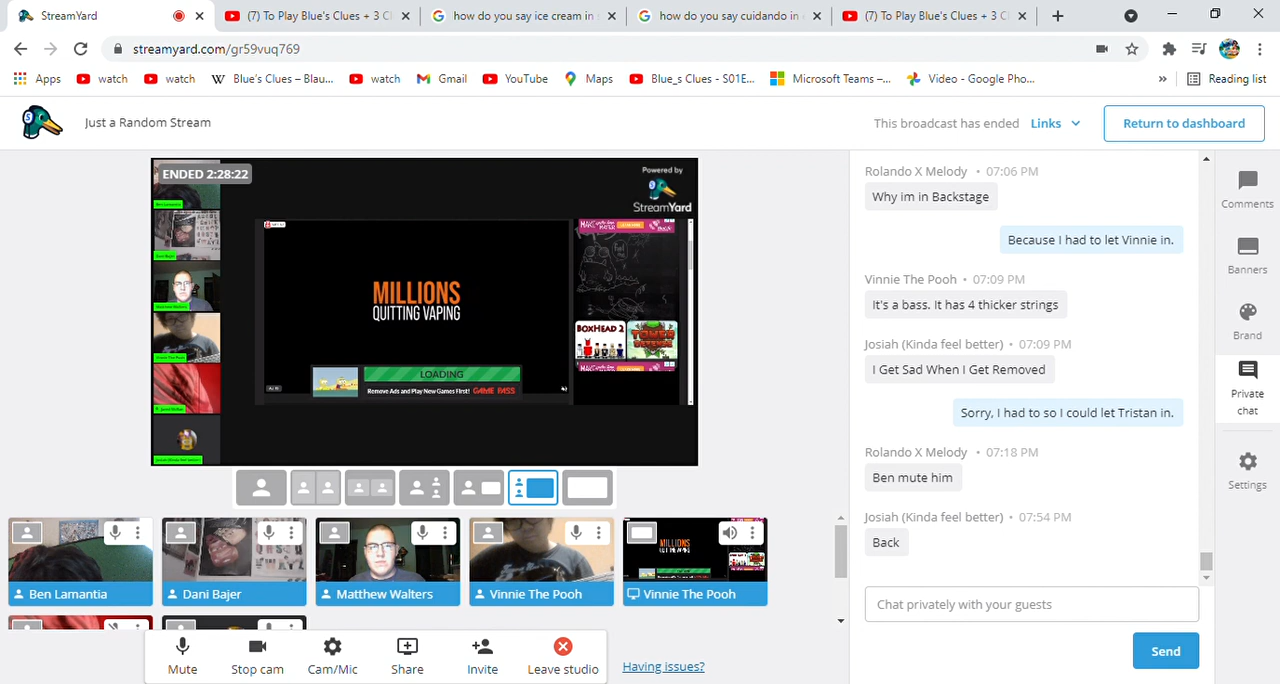 StreamYard
(7) To Play Blue's Clues + 3 C
how do you say ice cream in s
how do you say cuidando in
(7) To Play Blue's Clues + 3 C
streamyard.com/gr59vuq769
Apps
watch
watch
Blue's Clues – Blau...
watch
Gmail
YouTube
Maps
Blue_s Clues - S01E...
Microsoft Teams –...
Video - Google Pho...
»
Reading list
Just a Random Stream
This broadcast has ended
Links
Return to dashboard
ENDED 2:28:22
Powered by
StreamYard
MILLIONS
QUITTING VAPING
BOXHEAD 2
TOWER
DEFENSE
LOADING
Remove Ads and Play New Games First! GAME PASS
Ben Lamantia
Dani Bajer
Matthew Walters
Vinnie The Pooh
Vinnie The Pooh
Mute
Stop cam
Cam/Mic
Share
Invite
Leave studio
Having issues?
Rolando X Melody • 07:06 PM
Why im in Backstage
Because I had to let Vinnie in.
Vinnie The Pooh • 07:09 PM
It's a bass. It has 4 thicker strings
Josiah (Kinda feel better) • 07:09 PM
I Get Sad When I Get Removed
Sorry, I had to so I could let Tristan in.
Rolando X Melody • 07:18 PM
Ben mute him
Josiah (Kinda feel better) • 07:54 PM
Back
Chat privately with your guests
Send
Comments
Banners
Brand
Private
chat
Settings